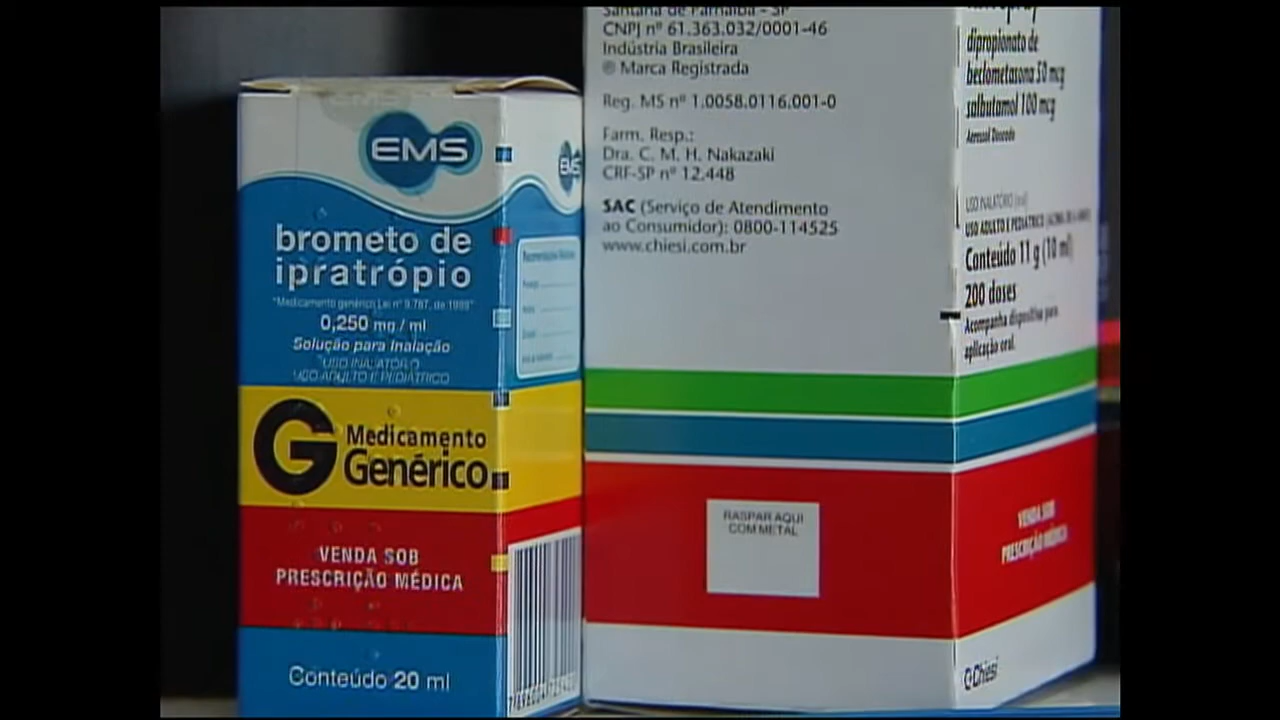 EMS
EMS
brometo de
ipratrópio
"Medicamento genérico Lei nº 9.787, de 1999"
0,250 mg / ml
Solução para Inalação
USO INALATÓRIO
USO ADULTO E PEDIÁTRICO
G
Medicamento
Genérico
VENDA SOB
PRESCRIÇÃO MÉDICA
Conteúdo 20 ml
Santana de Parnaíba - SP
CNPJ nº 61.363.032/0001-46
Indústria Brasileira
® Marca Registrada
Reg. MS nº 1.0058.0116.001-0
Farm. Resp.:
Dra. C. M. H. Nakazaki
CRF-SP nº 12.448
SAC (Serviço de Atendimento
ao Consumidor): 0800-114525
www.chiesi.com.br
RASPAR AQUI
COM METAL
dipropionato de
beclometasona 50 mcg
salbutamol 100 mcg
Aerosol Dosado
USO INALATÓRIO
USO ADULTO E PEDIÁTRICO
Conteúdo 11 g (10 ml)
200 doses
Acompanha dispositivo para
aplicação oral.
VENDA SOB
PRESCRIÇÃO MÉDICA
Chiesi